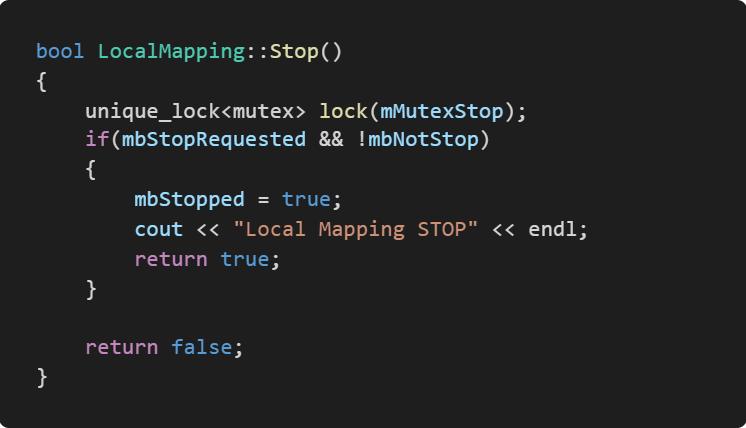 bool LocalMapping::Stop()
{
    unique_lock<mutex> lock(mMutexStop);
    if(mbStopRequested && !mbNotStop)
    {
        mbStopped = true;
        cout << "Local Mapping STOP" << endl;
        return true;
    }

    return false;
}